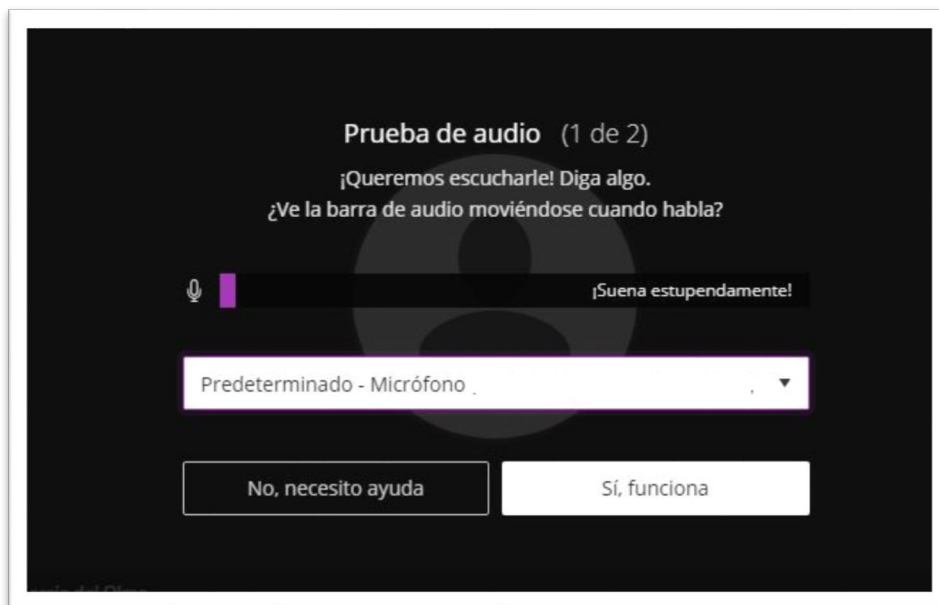 Prueba de audio (1 de 2)
¡Queremos escucharle! Diga algo.
¿Ve la barra de audio moviéndose cuando habla?
¡Suena estupendamente!
Predeterminado - Micrófono
No, necesito ayuda
Sí, funciona